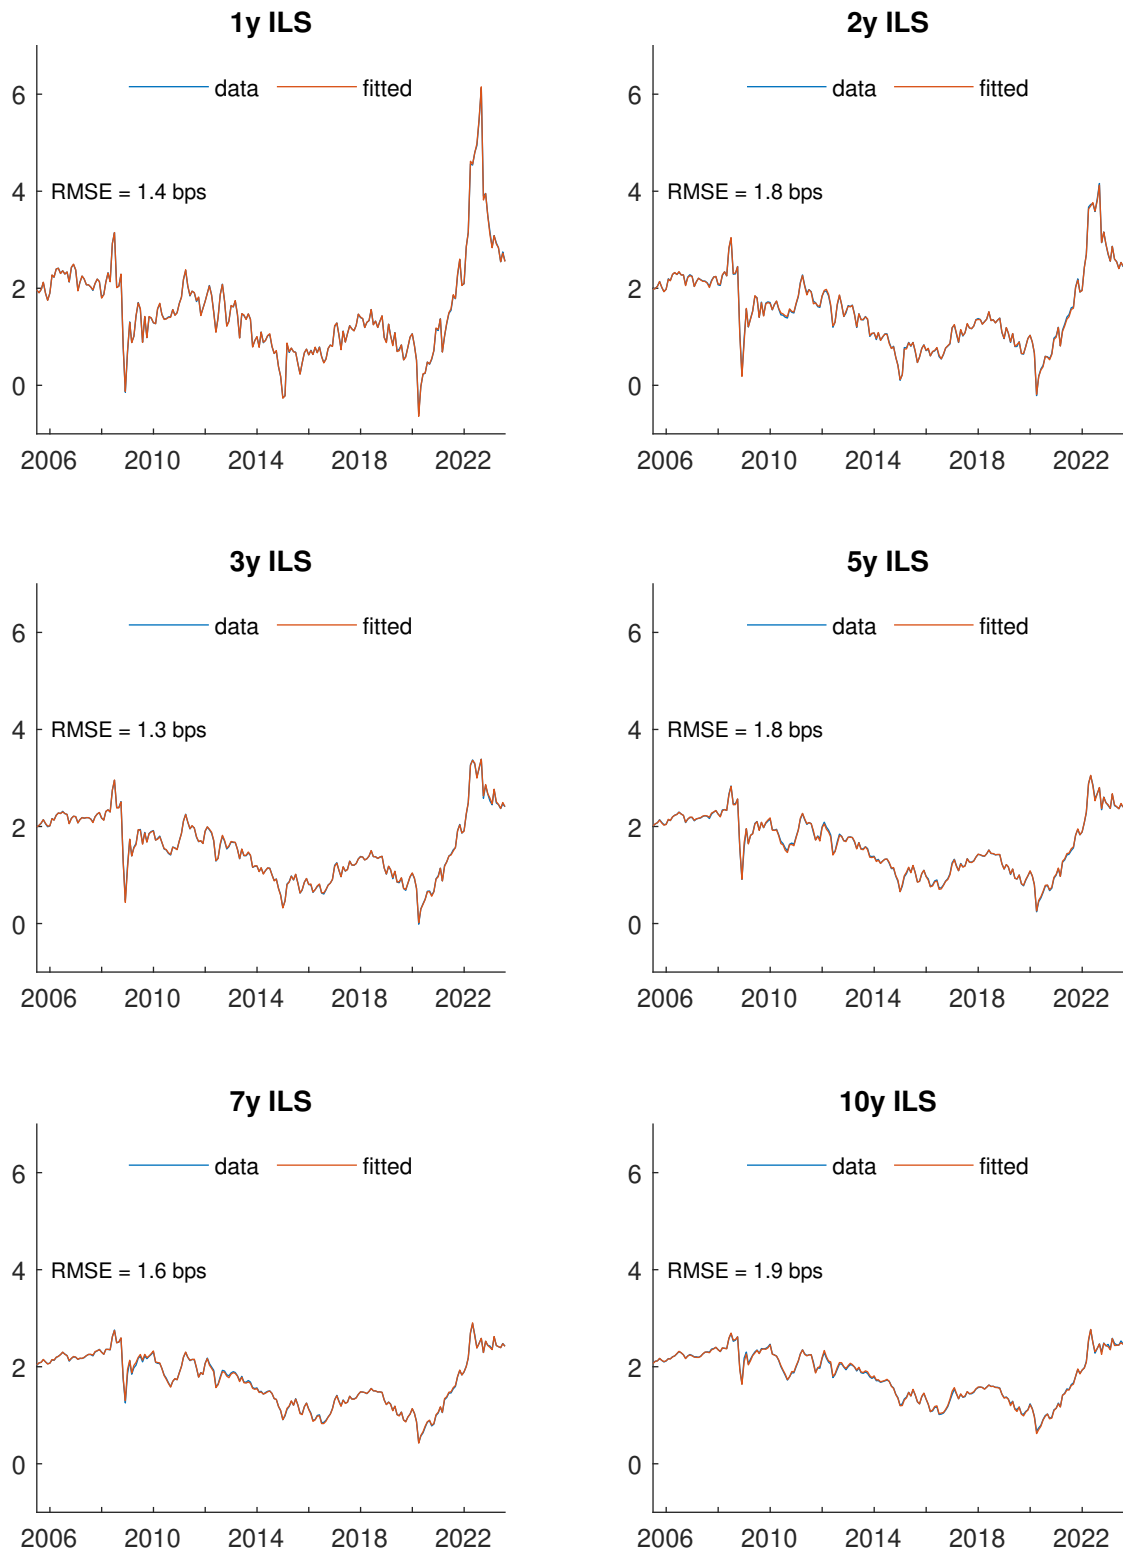 1y ILS
data fitted
6
RMSE = 1.4 bps
4
2
0
2006 2010 2014 2018 2022
2y ILS
data fitted
6
RMSE = 1.8 bps
4
2
0
2006 2010 2014 2018 2022
3y ILS
data fitted
6
RMSE = 1.3 bps
4
2
0
2006 2010 2014 2018 2022
5y ILS
data fitted
6
RMSE = 1.8 bps
4
2
0
2006 2010 2014 2018 2022
7y ILS
data fitted
6
RMSE = 1.6 bps
4
2
0
2006 2010 2014 2018 2022
10y ILS
data fitted
6
RMSE = 1.9 bps
4
2
0
2006 2010 2014 2018 2022